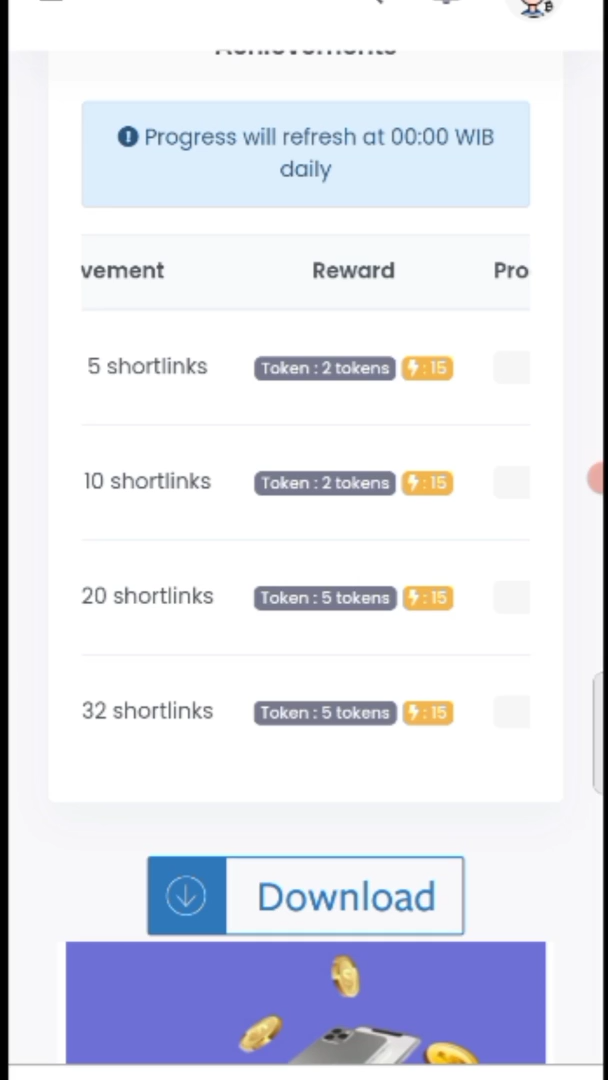 Achievements
Progress will refresh at 00:00 WIB
daily
vement Reward Pro
5 shortlinks Token : 2 tokens : 15
10 shortlinks Token : 2 tokens : 15
20 shortlinks Token : 5 tokens : 15
32 shortlinks Token : 5 tokens : 15
Download